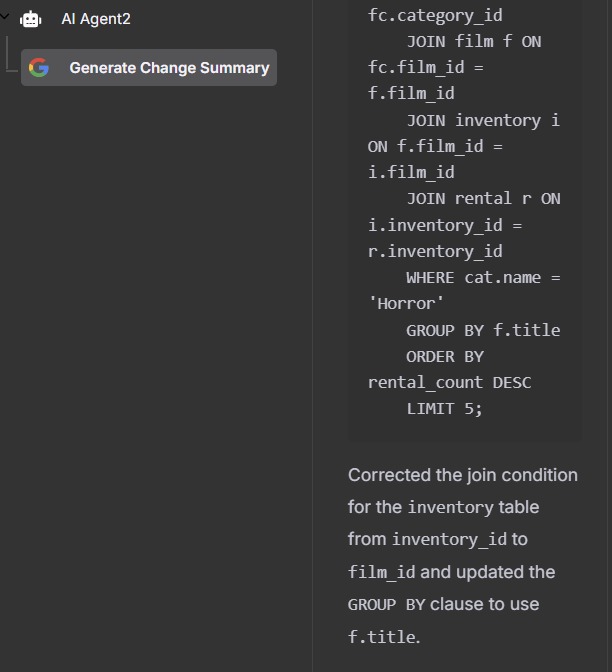 AI Agent2
Generate Change Summary
fc.category_id
    JOIN film f ON
fc.film_id =
f.film_id
    JOIN inventory i
ON f.film_id =
i.film_id
    JOIN rental r ON
i.inventory_id =
r.inventory_id
    WHERE cat.name =
'Horror'
    GROUP BY f.title
    ORDER BY
rental_count DESC
    LIMIT 5;
Corrected the join condition
for the inventory table
from inventory_id to
film_id and updated the
GROUP BY clause to use
f.title.